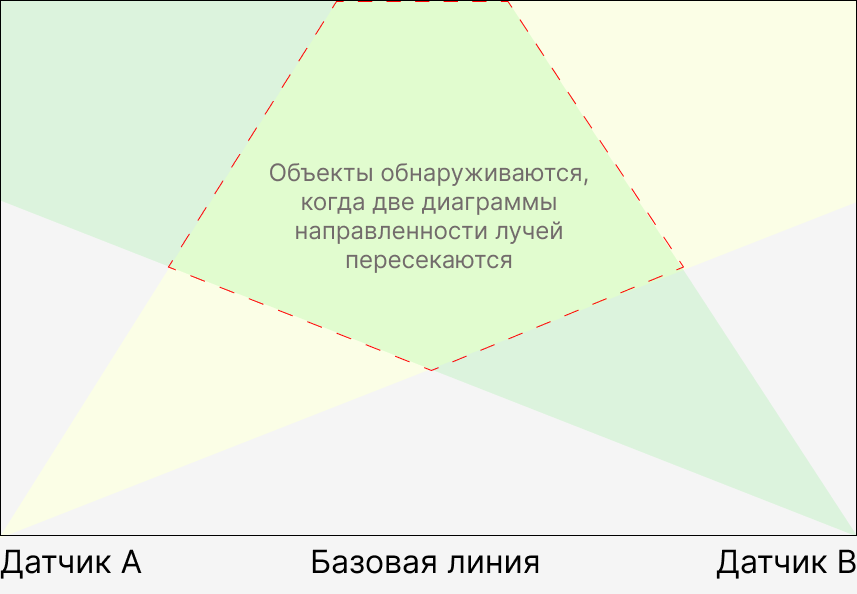 Объекты обнаруживаются,
когда две диаграммы
направленности лучей
пересекаются
Датчик A Базовая линия Датчик B